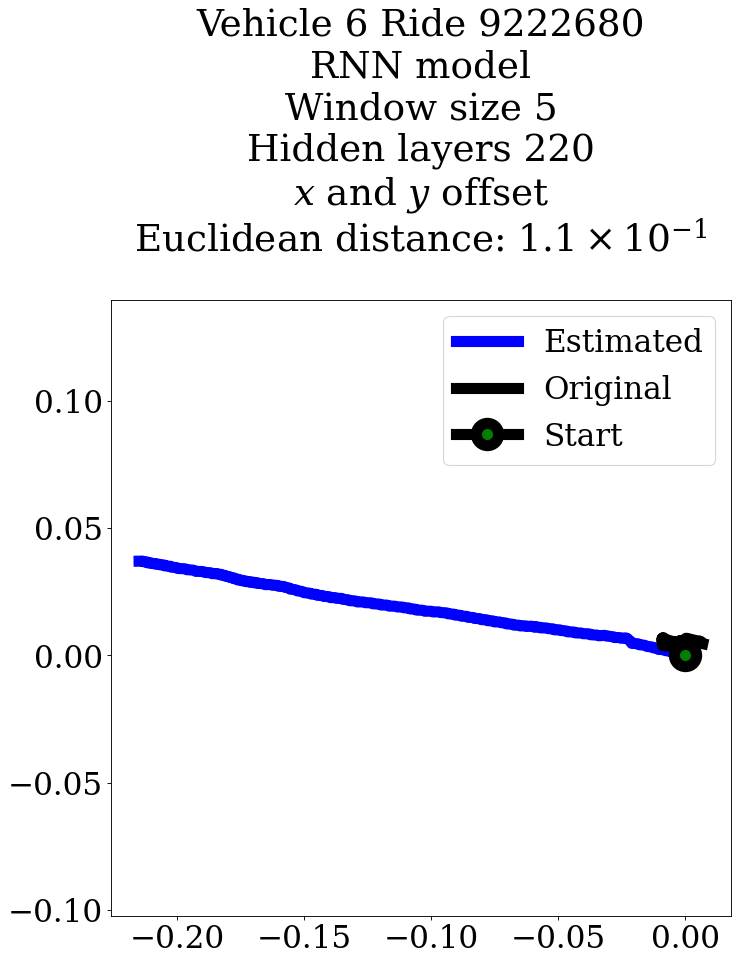 Vehicle 6 Ride 9222680
RNN model
Window size 5
Hidden layers 220
x and y offset
Euclidean distance: 1.1 × 10⁻¹
Estimated
Original
Start
0.10
0.05
0.00
−0.05
−0.10
−0.20 −0.15 −0.10 −0.05 0.00